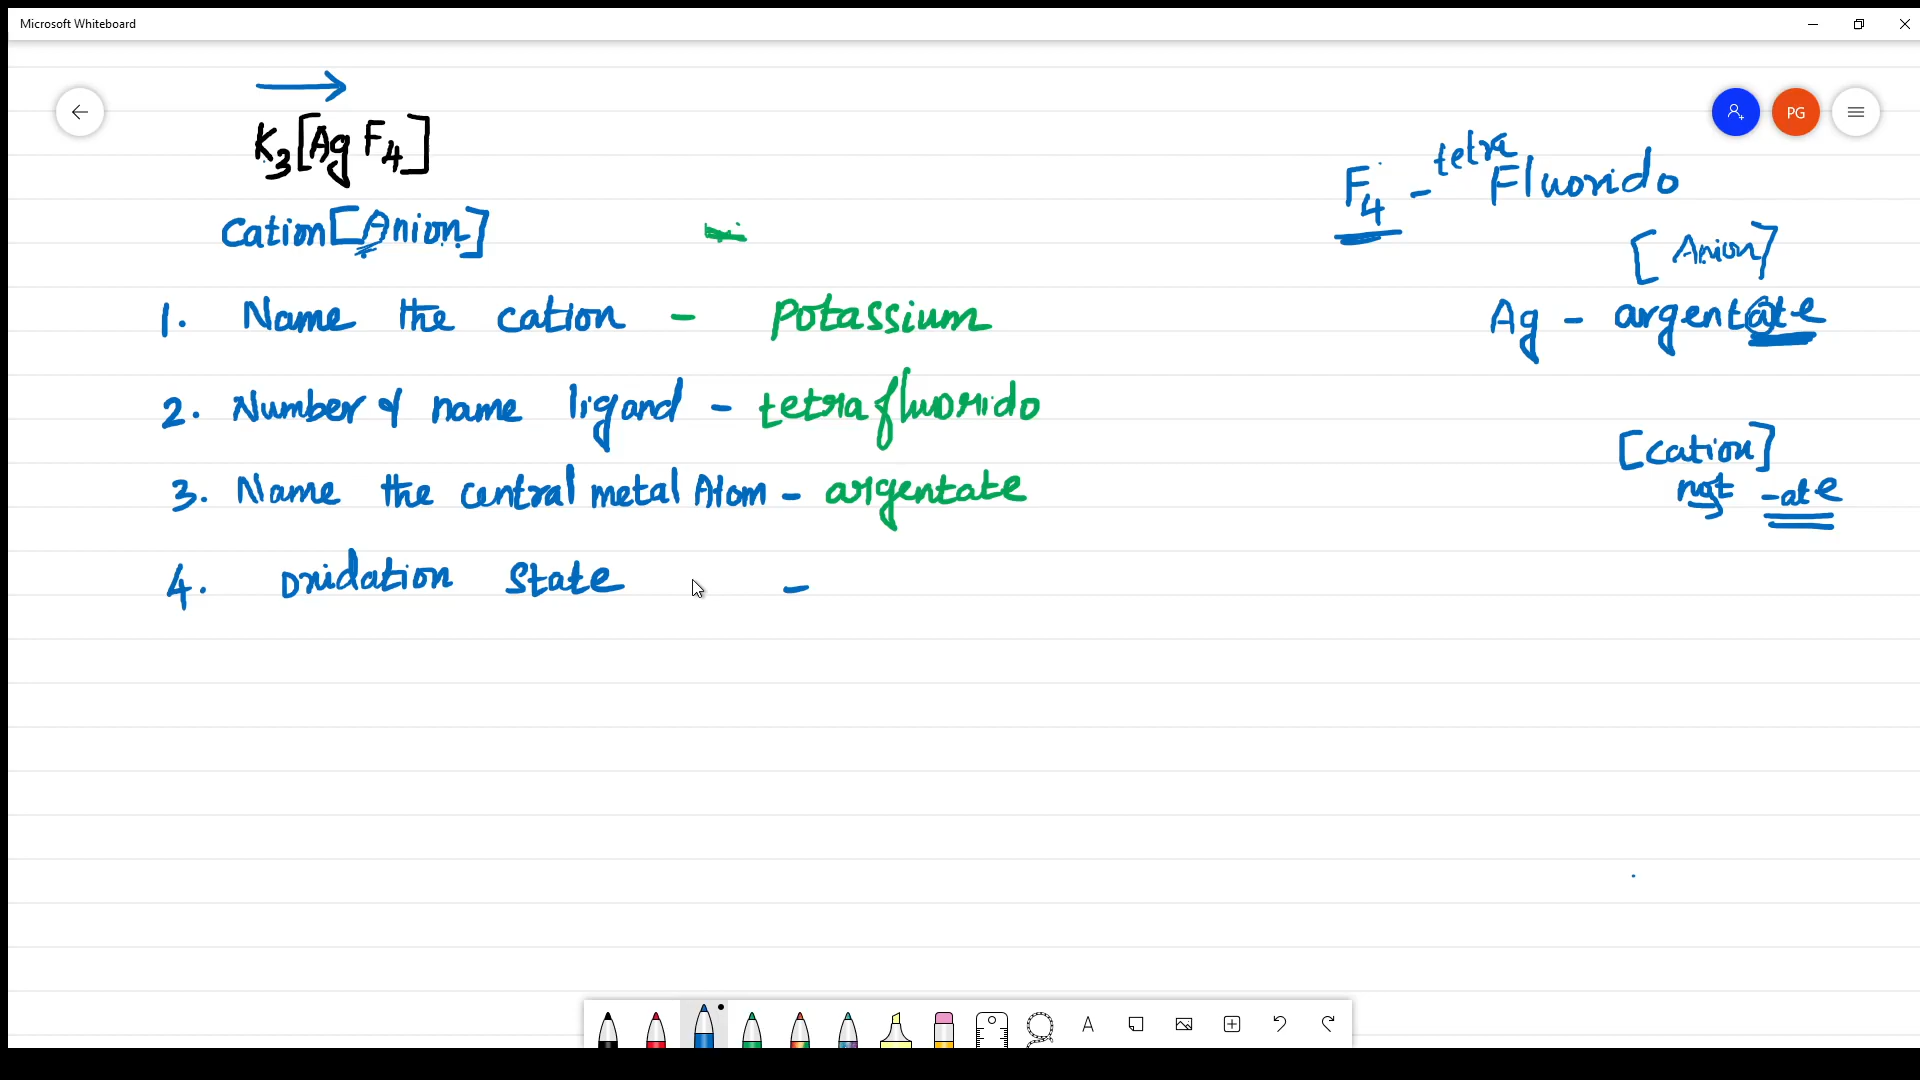 Microsoft Whiteboard
PG
K3[AgF4]
Cation[Anion]
1. Name the cation - Potassium
2. Number & name ligand - tetrafluorido
3. Name the central metal Atom - argentate
4. Oxidation State -
F4 - tetra Fluorido
[Anion]
Ag - argentate
[cation]
not -ate
A